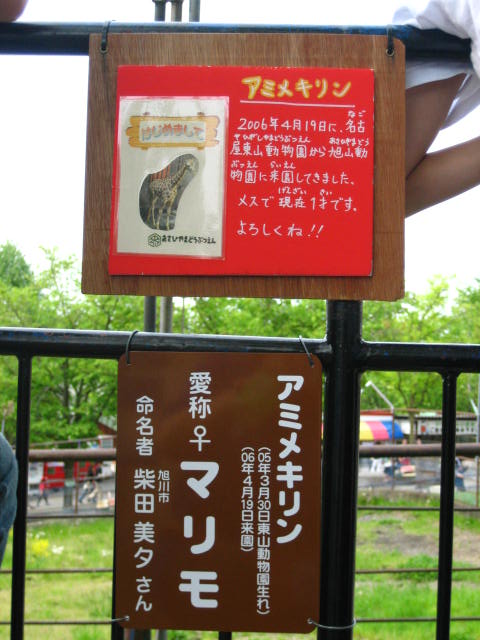 アミメキリン
2006年4月19日に、名古
屋東山動物園から旭山動
物園に来園してきました。
メスで現在1才です。
よろしくね!!
はじめまして
あさひやまどうぶつえん
アミメキリン
(05年3月30日東山動物園生れ)
(06年4月19日来園)
愛称♀マリモ
命名者 旭川市 柴田 美夕さん